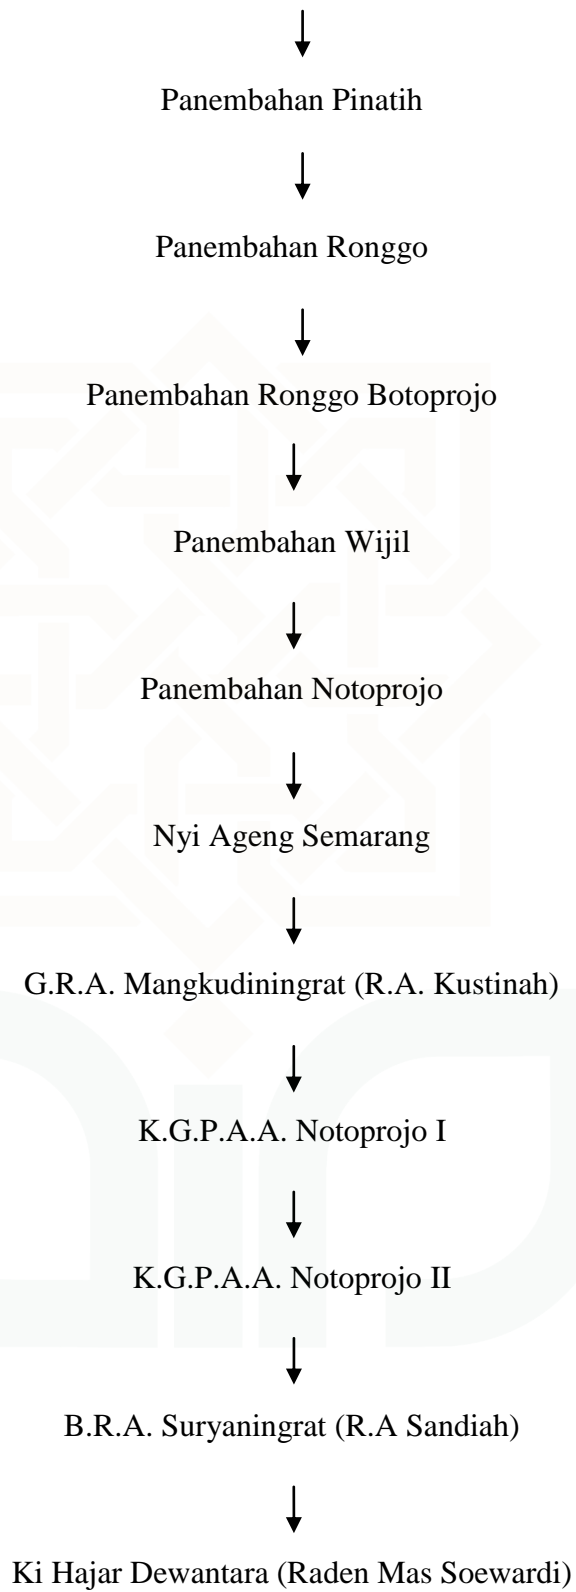 Panembahan Pinatih
Panembahan Ronggo
Panembahan Ronggo Botoprojo
Panembahan Wijil
Panembahan Notoprojo
Nyi Ageng Semarang
G.R.A. Mangkudiningrat (R.A. Kustinah)
K.G.P.A.A. Notoprojo I
K.G.P.A.A. Notoprojo II
B.R.A. Suryaningrat (R.A Sandiah)
Ki Hajar Dewantara (Raden Mas Soewardi)